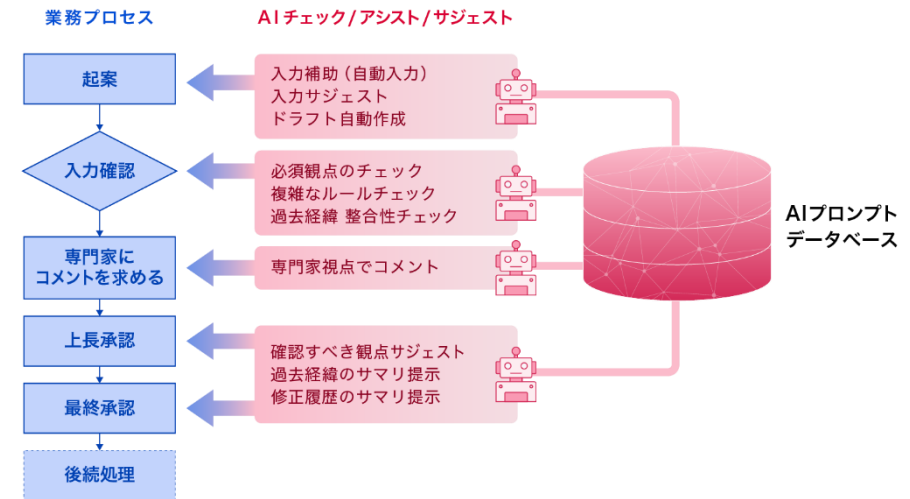 業務プロセス
AIチェック/アシスト/サジェスト
起案
入力補助（自動入力）
入力サジェスト
ドラフト自動作成
入力確認
必須観点のチェック
複雑なルールチェック
過去経緯 整合性チェック
専門家に
コメントを求める
専門家視点でコメント
上長承認
確認すべき観点サジェスト
過去経緯のサマリ提示
修正履歴のサマリ提示
最終承認
後続処理
AIプロンプト
データベース